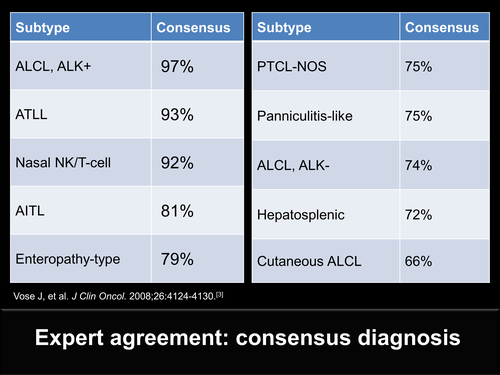 Subtype Consensus
ALCL, ALK+ 97%
ATLL 93%
Nasal NK/T-cell 92%
AITL 81%
Enteropathy-type 79%
Subtype Consensus
PTCL-NOS 75%
Panniculitis-like 75%
ALCL, ALK- 74%
Hepatosplenic 72%
Cutaneous ALCL 66%
Vose J, et al. J Clin Oncol. 2008;26:4124-4130.[3]
Expert agreement: consensus diagnosis